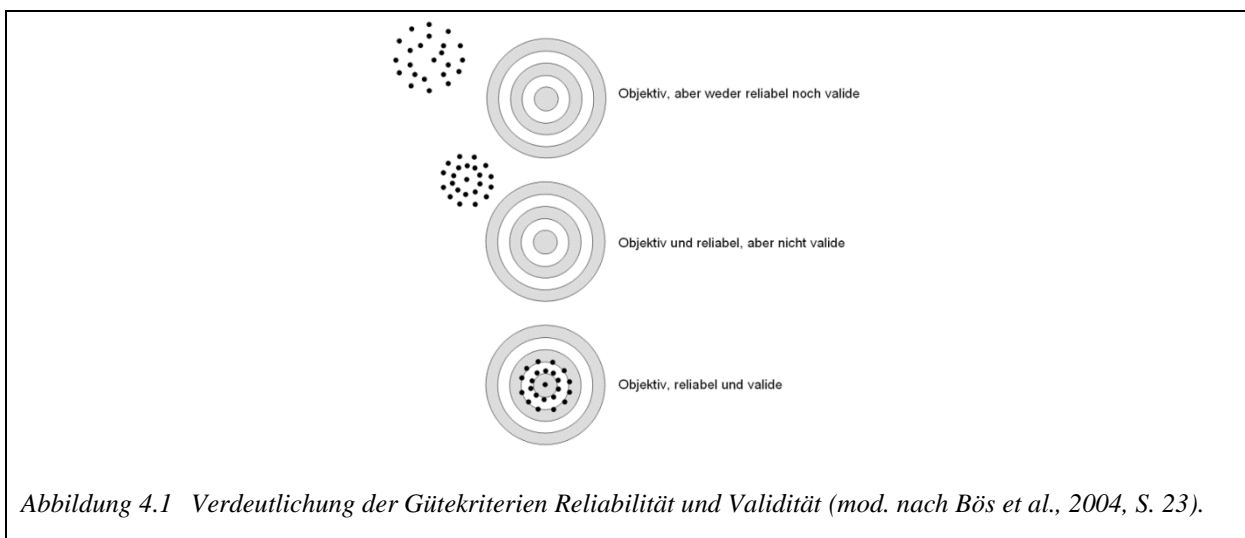 Objektiv, aber weder reliabel noch valide
Objektiv und reliabel, aber nicht valide
Objektiv, reliabel und valide
Abbildung 4.1 Verdeutlichung der Gütekriterien Reliabilität und Validität (mod. nach Bös et al., 2004, S. 23).